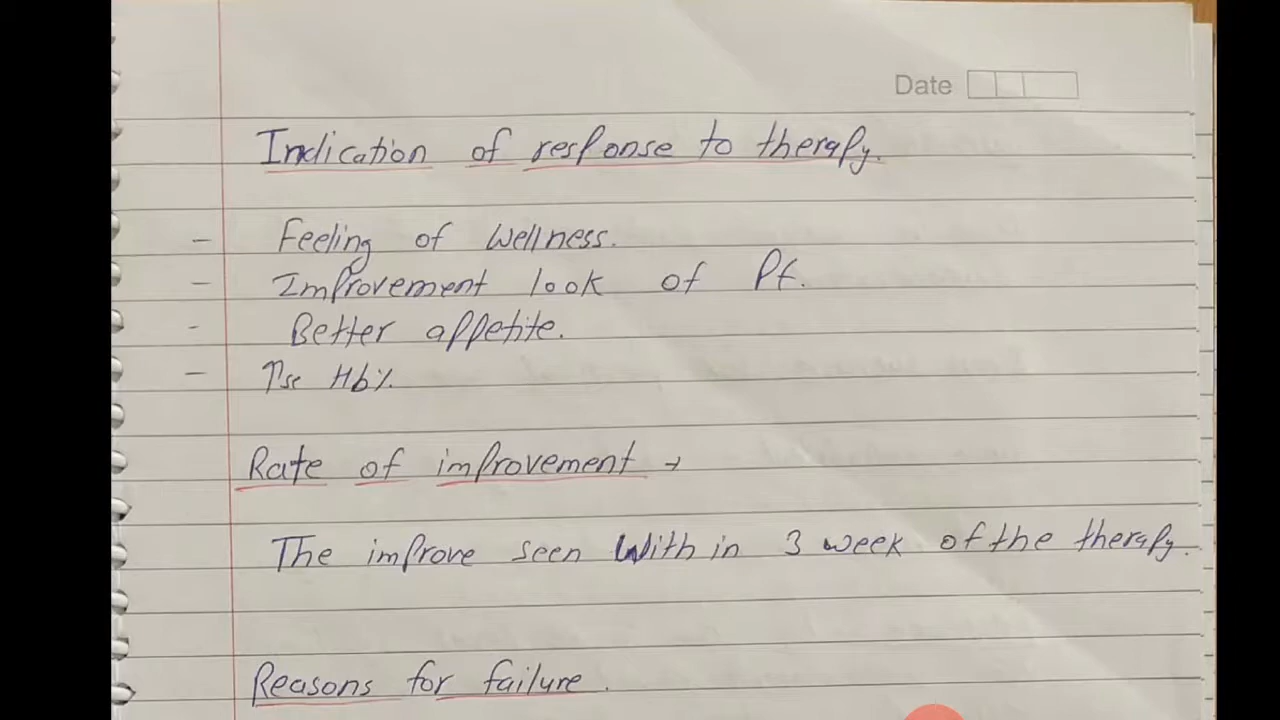 Date
Indication of response to therapy.
- Feeling of wellness.
- Improvement look of Pt.
- Better appetite.
- ↑se Hb%
Rate of improvement →
The improve seen with in 3 week of the therapy.
Reasons for failure.